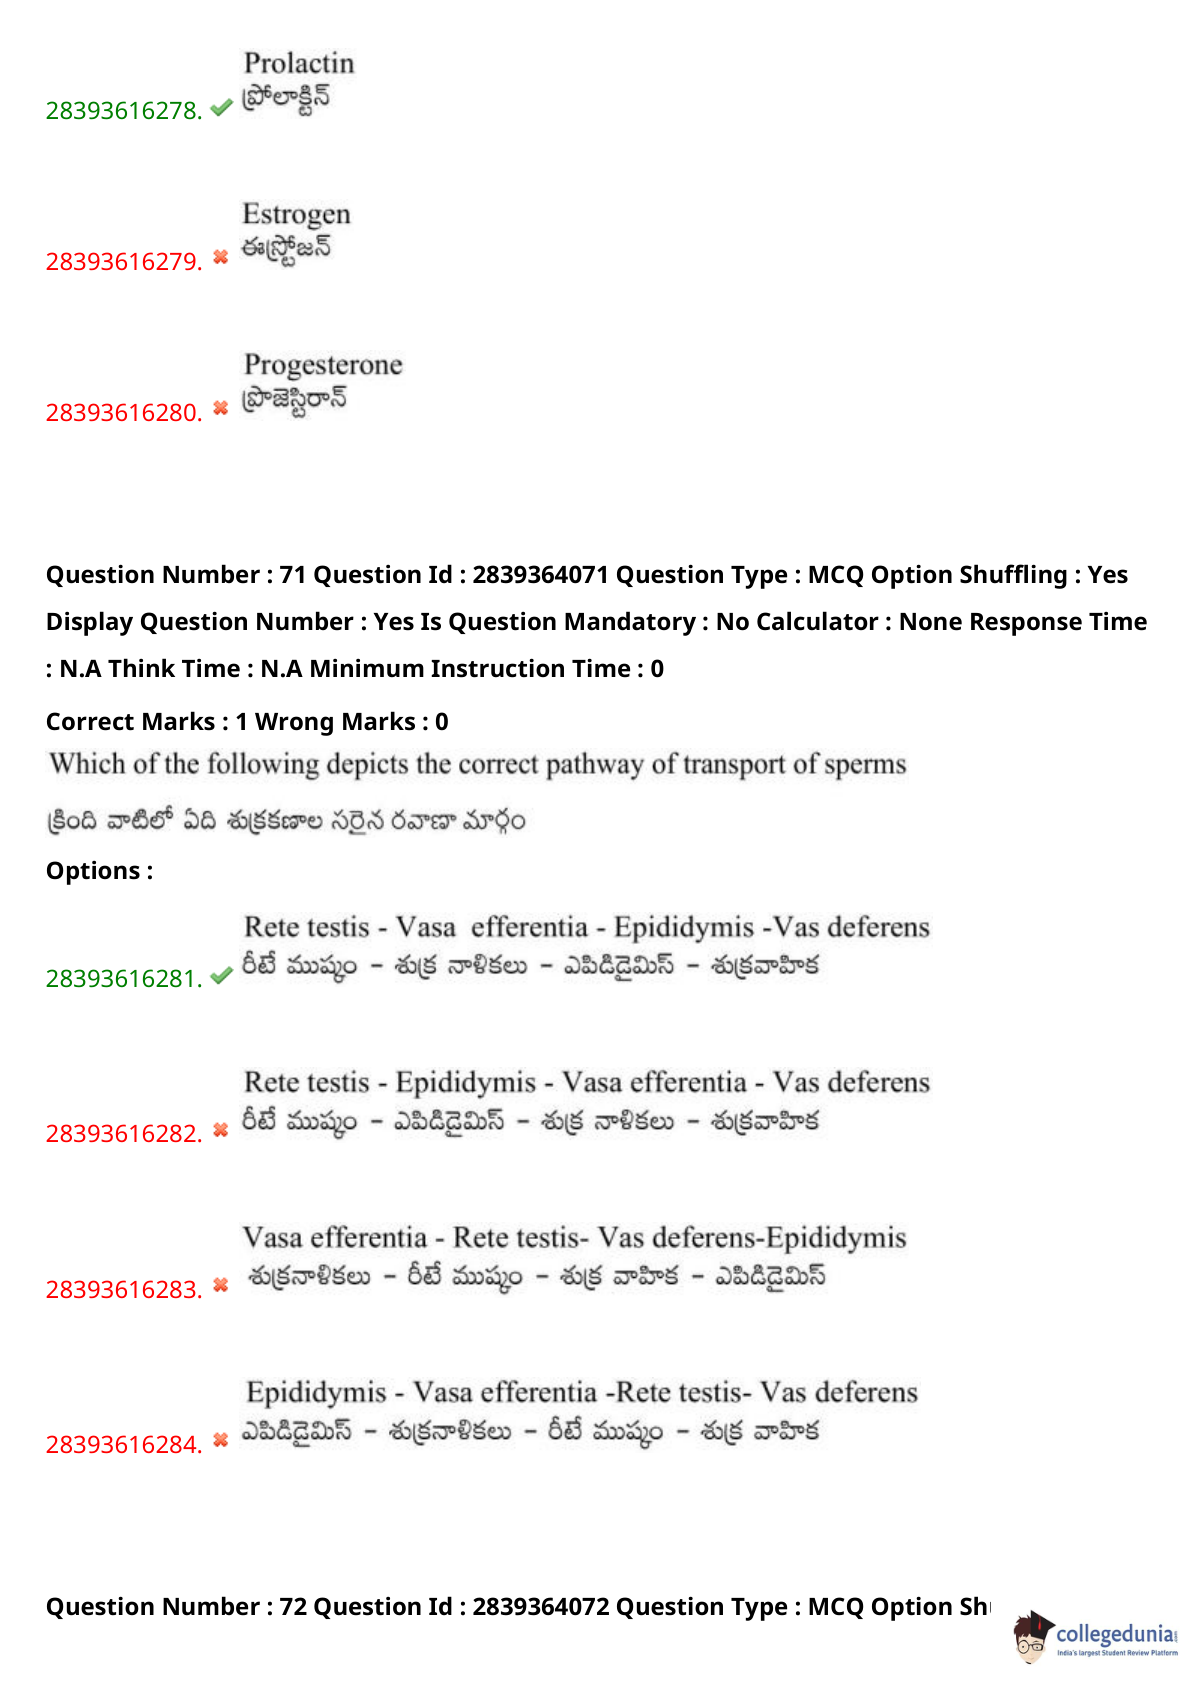 Prolactin
28393616278. ప్రోలాక్టిన్
Estrogen
28393616279. ఈస్ట్రోజన్
Progesterone
28393616280. ప్రొజెస్టిరాన్
Question Number : 71 Question Id : 2839364071 Question Type : MCQ Option Shuffling : Yes
Display Question Number : Yes Is Question Mandatory : No Calculator : None Response Time
: N.A Think Time : N.A Minimum Instruction Time : 0
Correct Marks : 1 Wrong Marks : 0
Which of the following depicts the correct pathway of transport of sperms
క్రింది వాటిలో ఏది శుక్రకణాల సరైన రవాణా మార్గం
Options :
Rete testis - Vasa efferentia - Epididymis -Vas deferens
28393616281. రీటే ముష్కం – శుక్ర నాళికలు – ఎపిడిడైమిస్ – శుక్రవాహిక
Rete testis - Epididymis - Vasa efferentia - Vas deferens
28393616282. రీటే ముష్కం – ఎపిడిడైమిస్ – శుక్ర నాళికలు – శుక్రవాహిక
Vasa efferentia - Rete testis- Vas deferens-Epididymis
28393616283. శుక్రనాళికలు – రీటే ముష్కం – శుక్ర వాహిక – ఎపిడిడైమిస్
Epididymis - Vasa efferentia -Rete testis- Vas deferens
28393616284. ఎపిడిడైమిస్ – శుక్రనాళికలు – రీటే ముష్కం – శుక్ర వాహిక
Question Number : 72 Question Id : 2839364072 Question Type : MCQ Option Sh
collegedunia
India's largest Student Review Platform